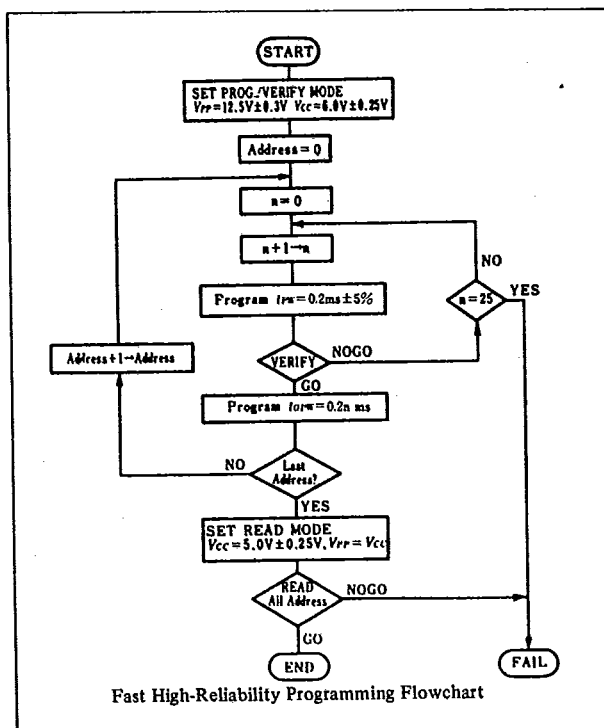 START
SET PROG./VERIFY MODE
VPP=12.5V±0.3V VCC=6.0V±0.25V
Address=0
n=0
n+1→n
NO
YES
n=25
Program tPW=0.2ms±5%
Address+1→Address
VERIFY
NOGO
GO
Program tOPW=0.2n ms
NO
Last
Address?
YES
SET READ MODE
VCC=5.0V±0.25V, VPP=VCC
READ
All Address
NOGO
GO
END
FAIL
Fast High-Reliability Programming Flowchart